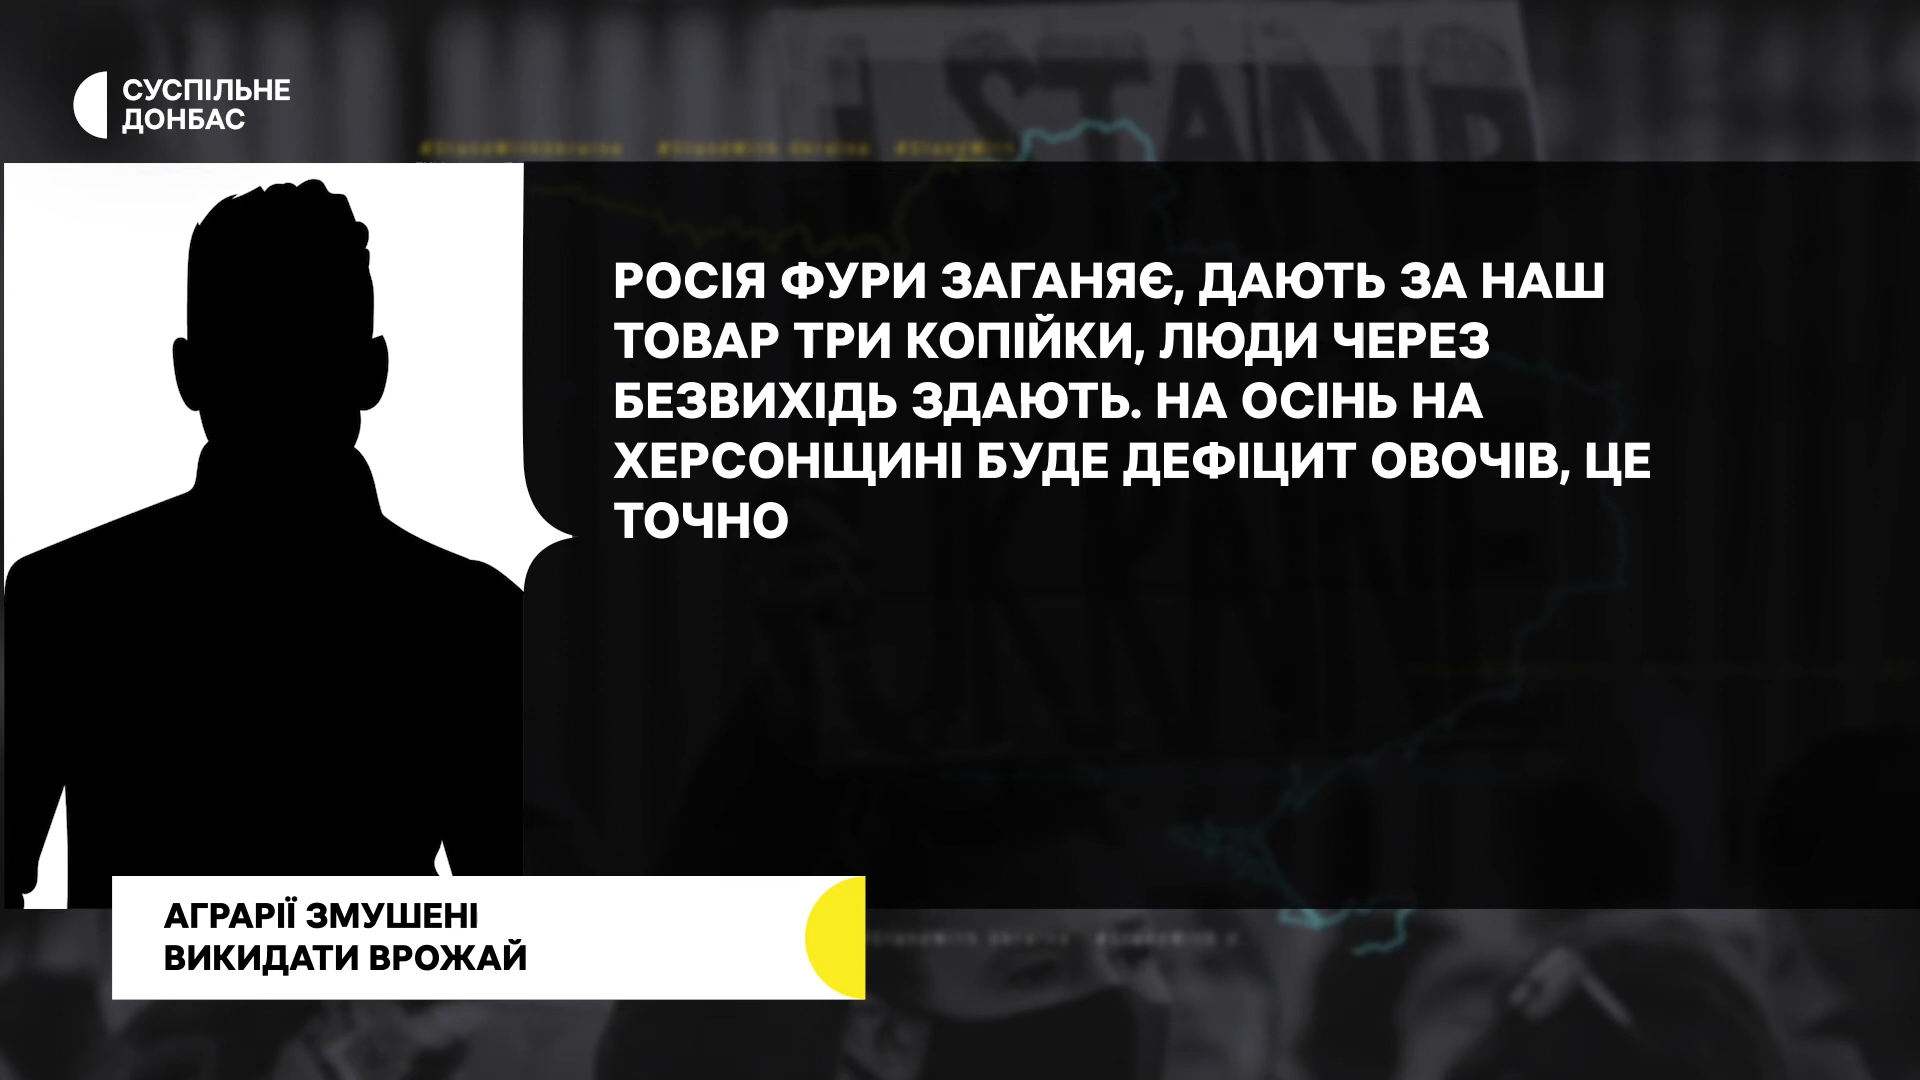 СУСПІЛЬНЕ
ДОНБАС
STAND
РОСІЯ ФУРИ ЗАГАНЯЄ, ДАЮТЬ ЗА НАШ
ТОВАР ТРИ КОПІЙКИ, ЛЮДИ ЧЕРЕЗ
БЕЗВИХІДЬ ЗДАЮТЬ. НА ОСІНЬ НА
ХЕРСОНЩИНІ БУДЕ ДЕФІЦИТ ОВОЧІВ, ЦЕ
ТОЧНО
АГРАРІЇ ЗМУШЕНІ
ВИКИДАТИ ВРОЖАЙ